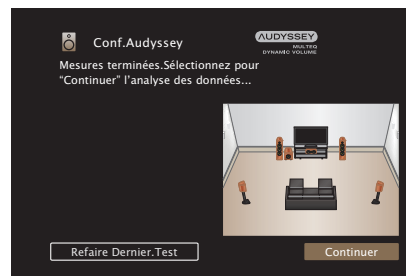 Conf.Audyssey
AUDYSSEY
MULTEQ
DYNAMIC VOLUME
Mesures terminées.Sélectionnez pour
“Continuer” l’analyse des données...
Refaire Dernier.Test
Continuer